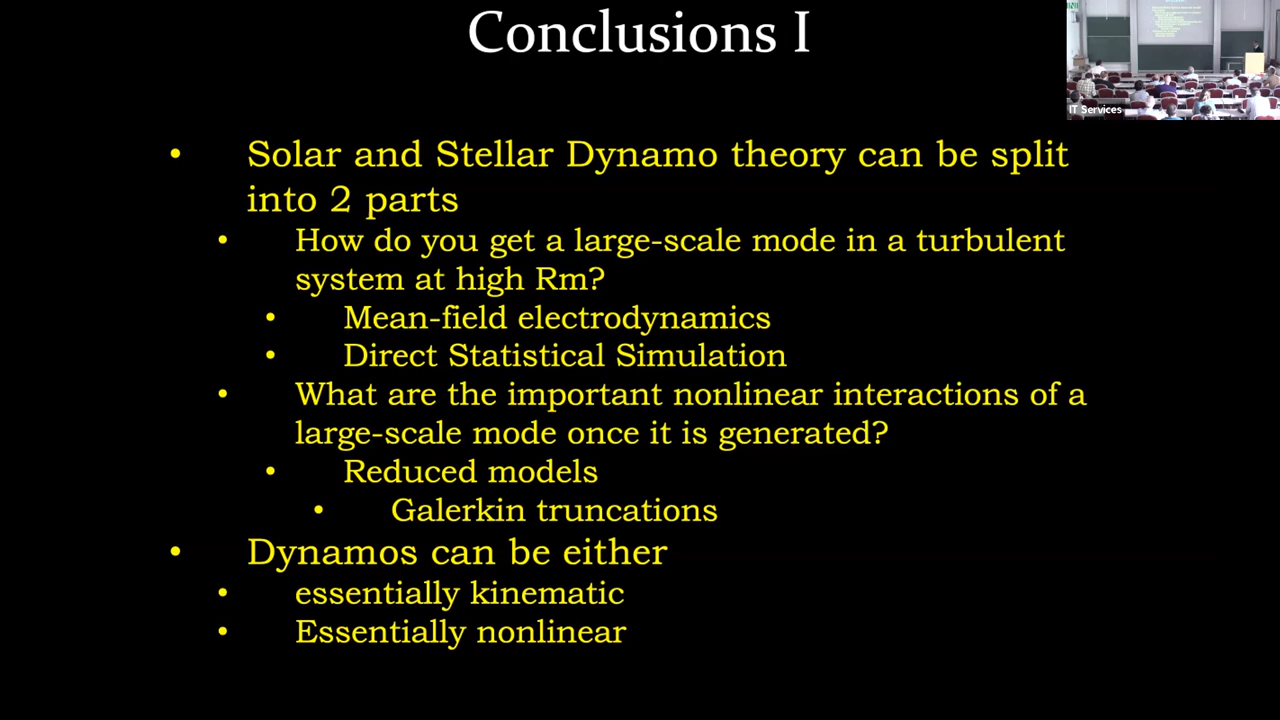 Conclusions I
IT Services
• Solar and Stellar Dynamo theory can be split
into 2 parts
• How do you get a large-scale mode in a turbulent
system at high Rm?
• Mean-field electrodynamics
• Direct Statistical Simulation
• What are the important nonlinear interactions of a
large-scale mode once it is generated?
• Reduced models
• Galerkin truncations
• Dynamos can be either
• essentially kinematic
• Essentially nonlinear